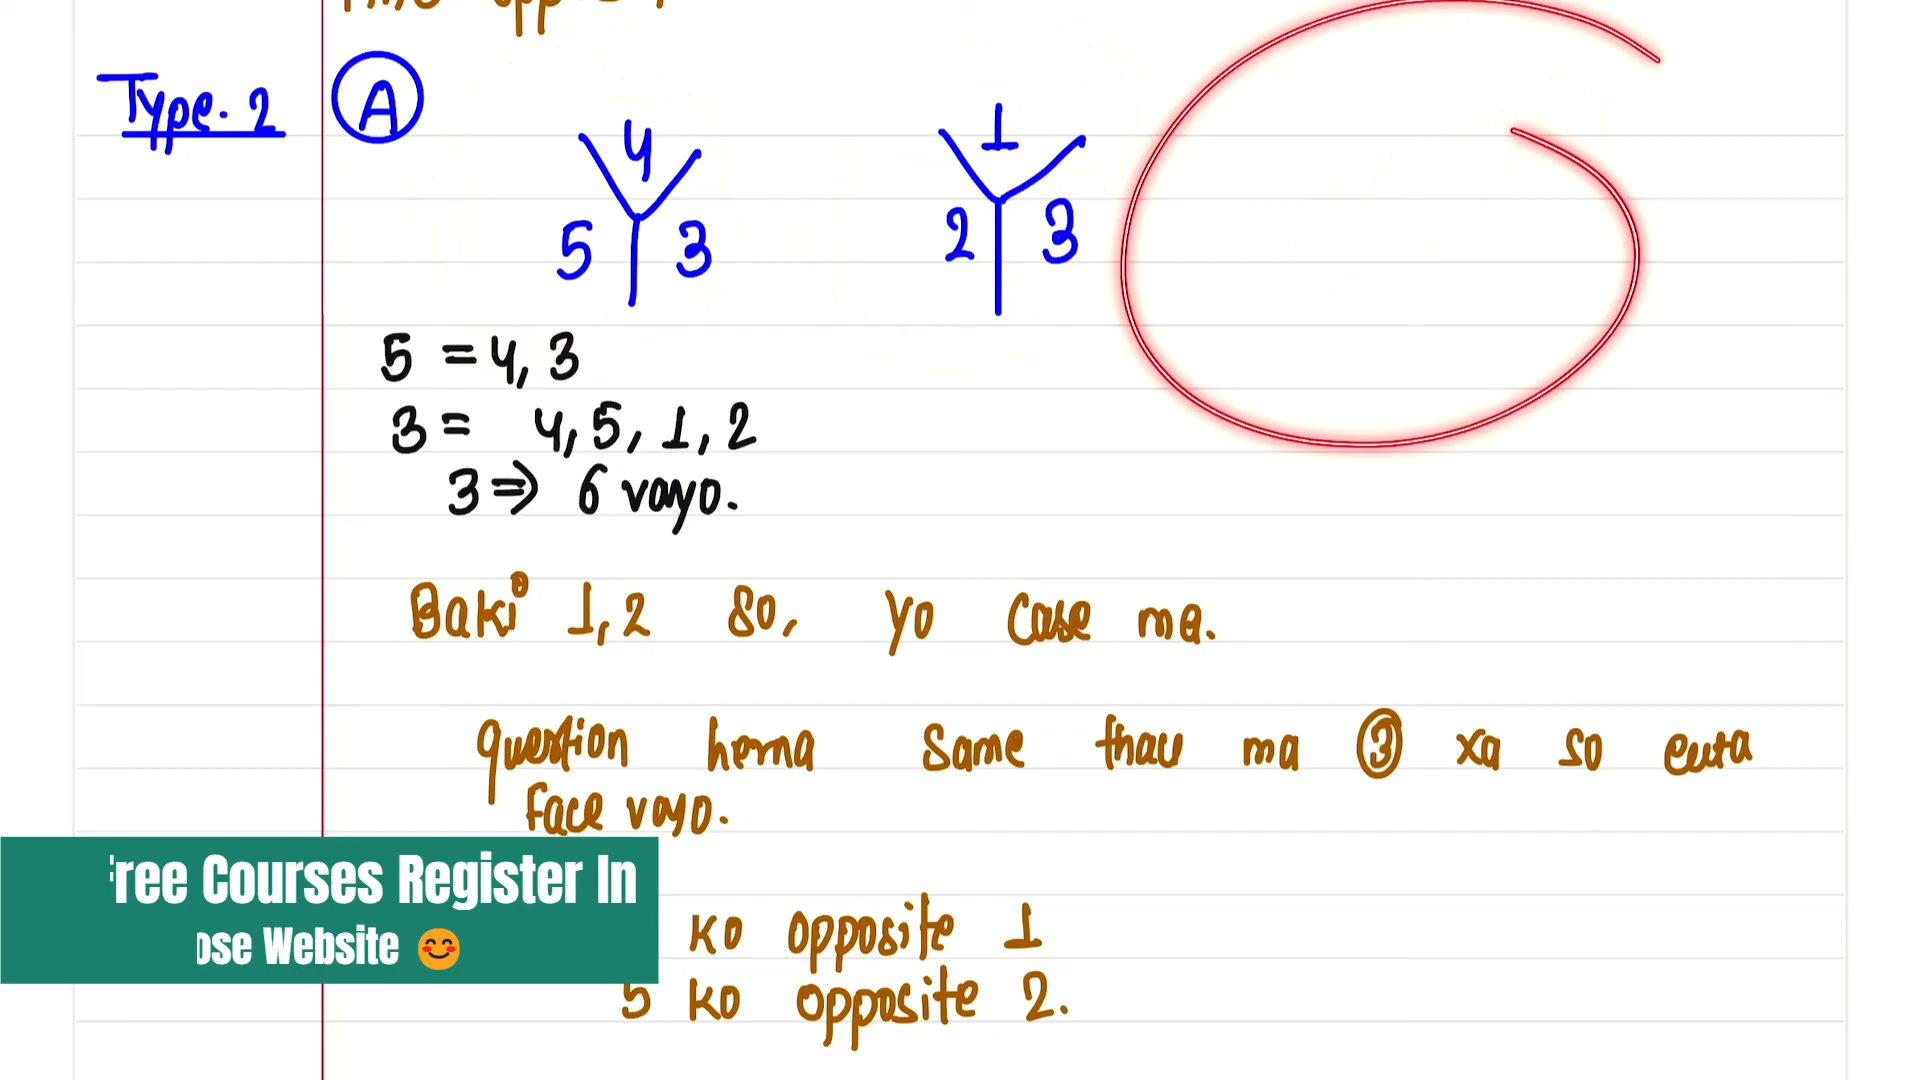 Type. 2 A
4 1
5 3 2 3
5 = 4, 3
3 = 4, 5, 1, 2
3 ⇒ 6 vayo.
Baki 1, 2 so, yo case ma.
question herna same thau ma 3 xa so euta
face vayo.
ree Courses Register In
ose Website 😊
ko opposite 1
5 ko opposite 2.